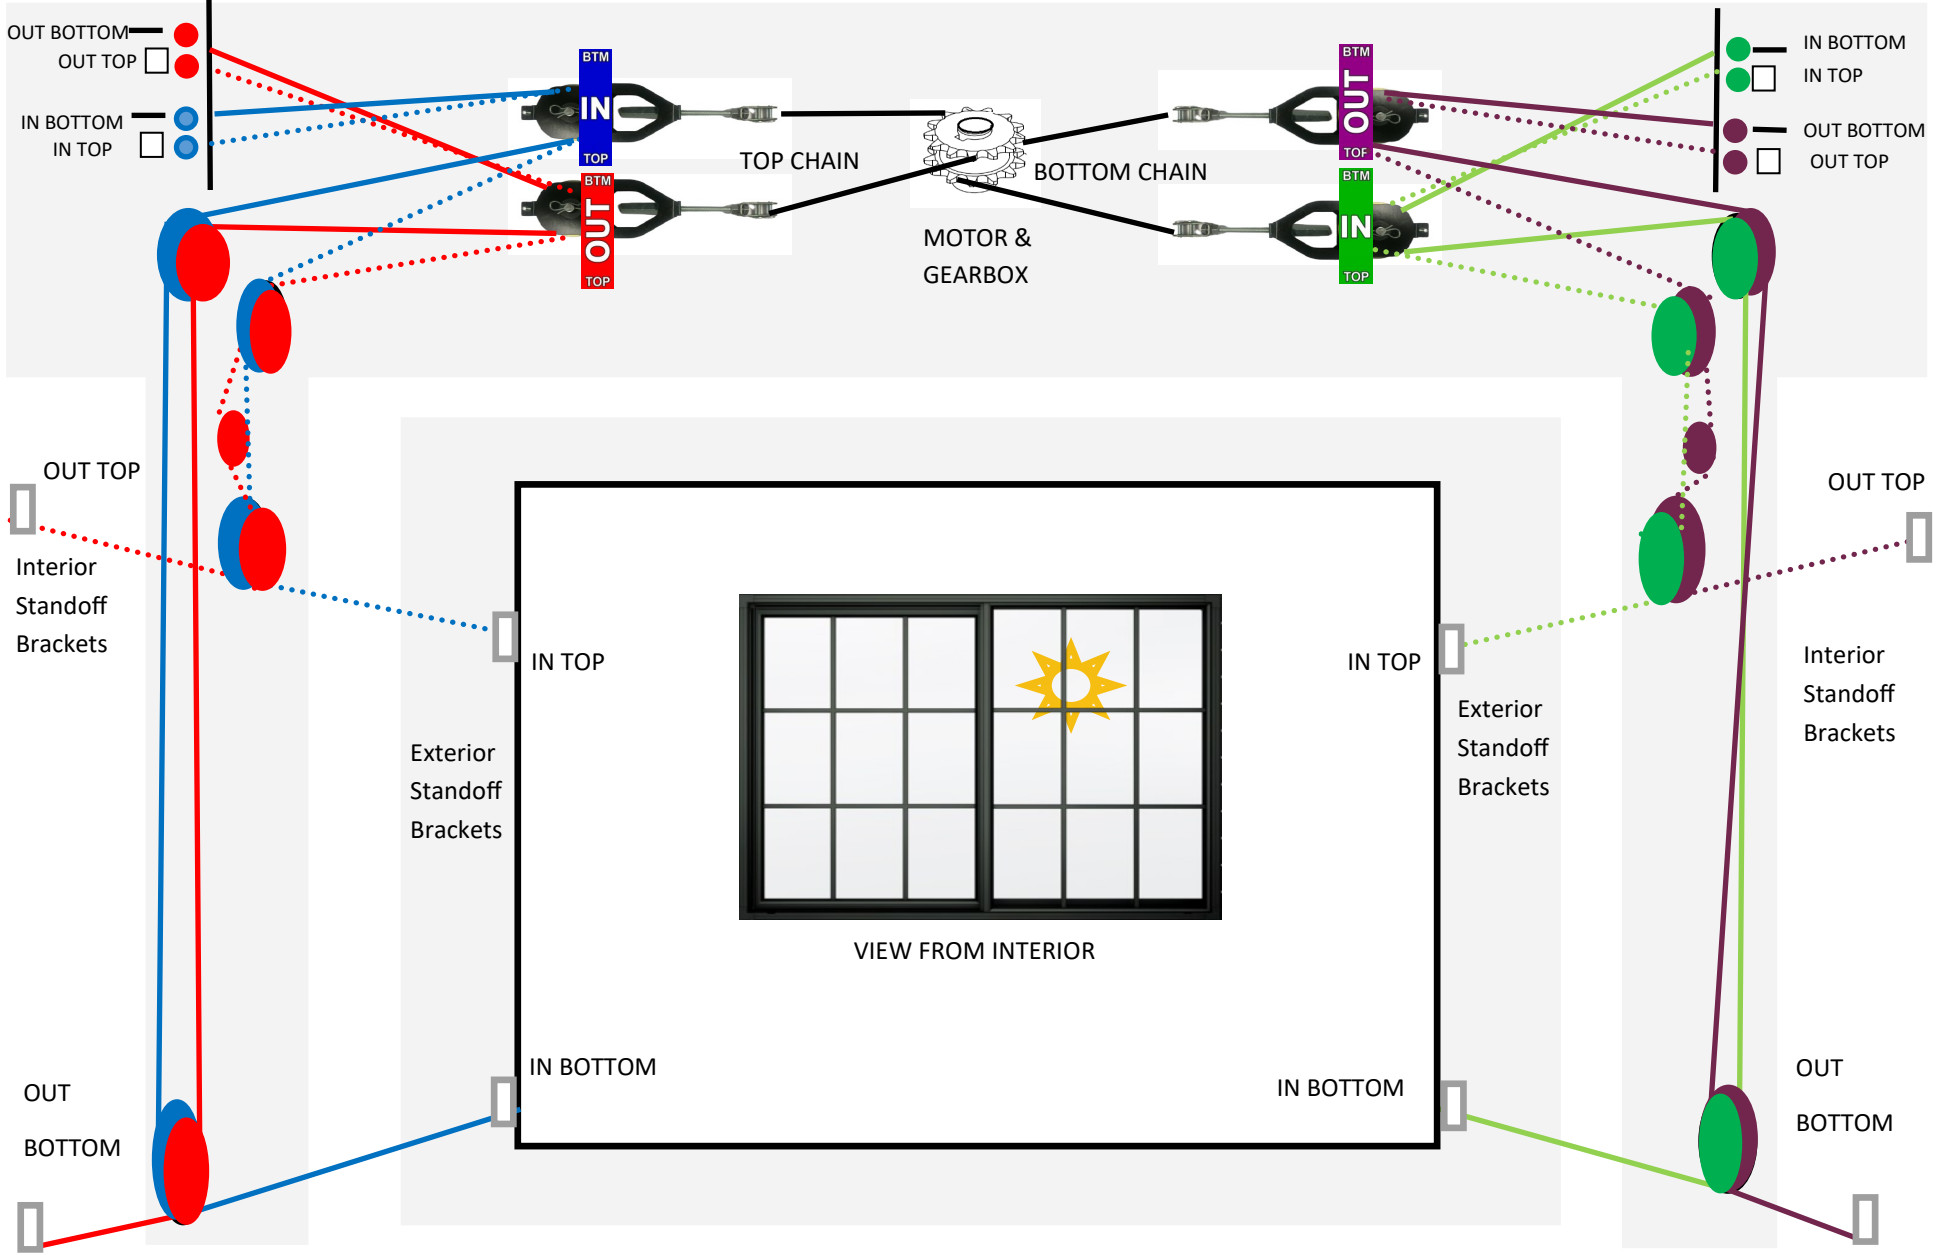 OUT BOTTOM
OUT TOP
IN BOTTOM
IN TOP
BTM
IN
TOP
BTM
OUT
TOP
TOP CHAIN
MOTOR &
GEARBOX
BOTTOM CHAIN
BTM
OUT
TOP
BTM
IN
TOP
IN BOTTOM
IN TOP
OUT BOTTOM
OUT TOP
OUT TOP
Interior
Standoff
Brackets
OUT TOP
Interior
Standoff
Brackets
IN TOP
IN TOP
Exterior
Standoff
Brackets
Exterior
Standoff
Brackets
VIEW FROM INTERIOR
IN BOTTOM
IN BOTTOM
OUT
BOTTOM
OUT
BOTTOM